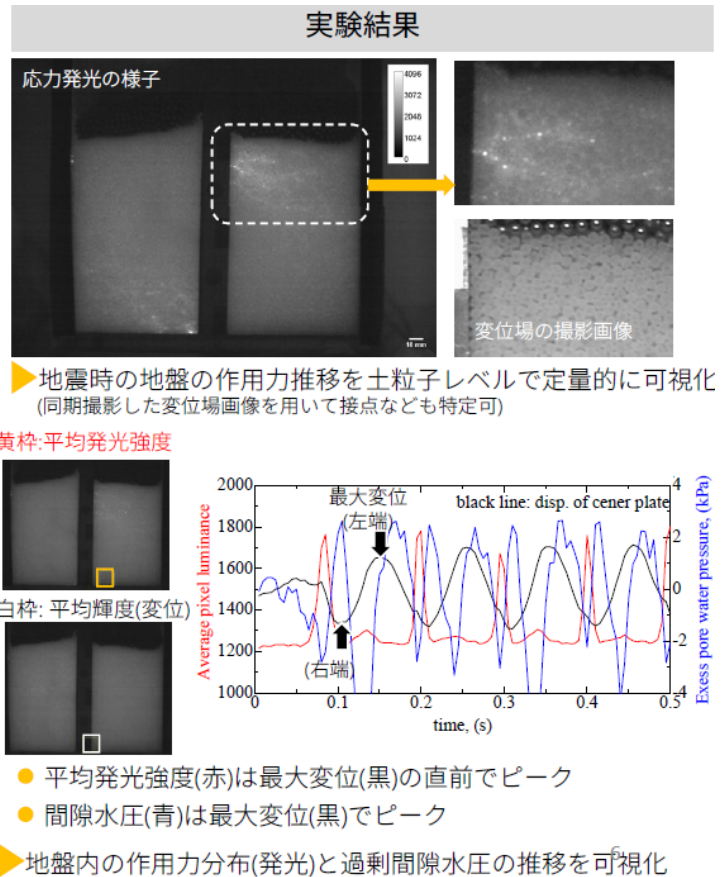 実験結果
応力発光の様子
4096
3072
2048
1024
0
10 mm
変位場の撮影画像
地震時の地盤の作用力推移を土粒子レベルで定量的に可視化
(同期撮影した変位場画像を用いて接点なども特定可)
黄枠:平均発光強度
白枠: 平均輝度(変位)
最大変位
(左端)
black line: disp. of cener plate
(右端)
Average pixel luminance
2000
1800
1600
1400
1200
1000
Exess pore water pressure, (kPa)
4
2
0
-2
-4
0
0.1
0.2
0.3
0.4
0.5
time, (s)
平均発光強度(赤)は最大変位(黒)の直前でピーク
間隙水圧(青)は最大変位(黒)でピーク
地盤内の作用力分布(発光)と過剰間隙水圧の推移を可視化
6